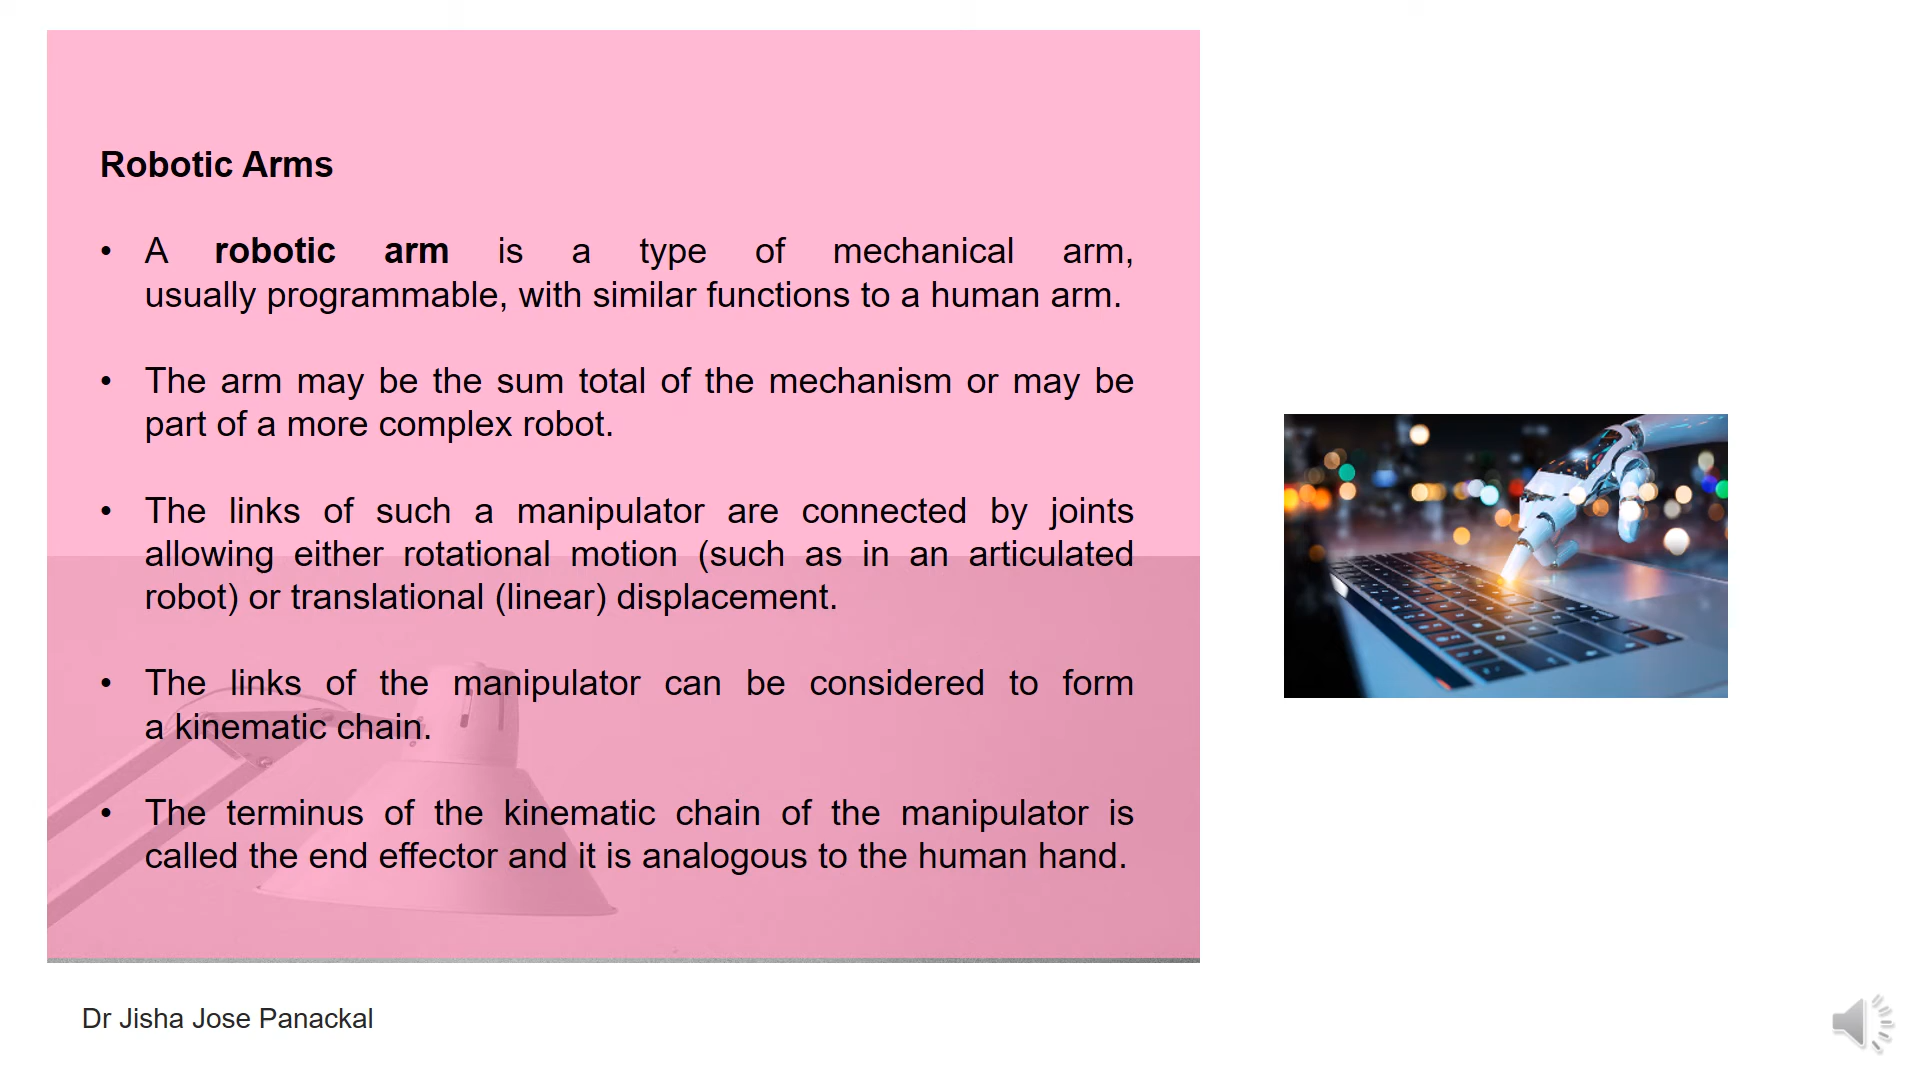 Robotic Arms
• A robotic arm is a type of mechanical arm,
usually programmable, with similar functions to a human arm.
• The arm may be the sum total of the mechanism or may be
part of a more complex robot.
• The links of such a manipulator are connected by joints
allowing either rotational motion (such as in an articulated
robot) or translational (linear) displacement.
• The links of the manipulator can be considered to form
a kinematic chain.
• The terminus of the kinematic chain of the manipulator is
called the end effector and it is analogous to the human hand.
Dr Jisha Jose Panackal